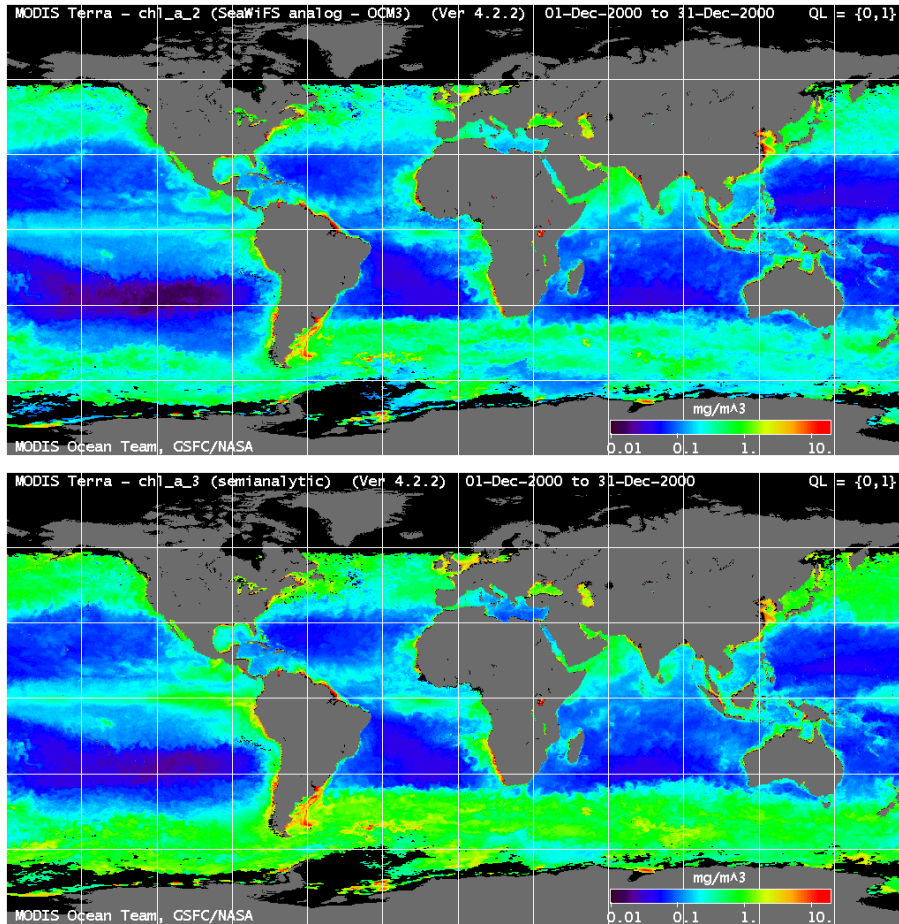 MODIS Terra - chl_a_2 (SeaWiFS analog - OCM3) (Ver 4.2.2) 01-Dec-2000 to 31-Dec-2000 QL = {0,1}
mg/m^3
0.01 0.1 1. 10.
MODIS Ocean Team, GSFC/NASA
MODIS Terra - chl_a_3 (semianalytic) (Ver 4.2.2) 01-Dec-2000 to 31-Dec-2000 QL = {0,1}
mg/m^3
0.01 0.1 1. 10.
MODIS Ocean Team, GSFC/NASA